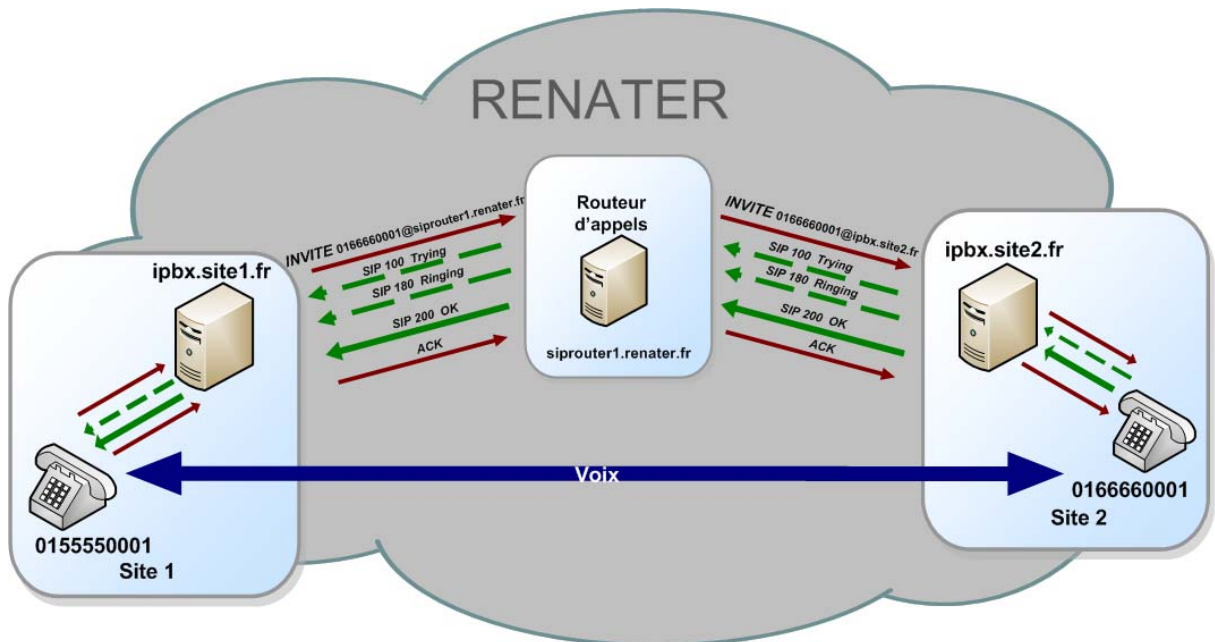 RENATER
Routeur
d'appels
siprouter1.renater.fr
INVITE 0166660001@siprouter1.renater.fr
SIP 100 Trying
SIP 180 Ringing
SIP 200 OK
ACK
INVITE 0166660001@ipbx.site2.fr
SIP 100 Trying
SIP 180 Ringing
SIP 200 OK
ACK
ipbx.site1.fr
ipbx.site2.fr
Voix
0155550001
Site 1
0166660001
Site 2